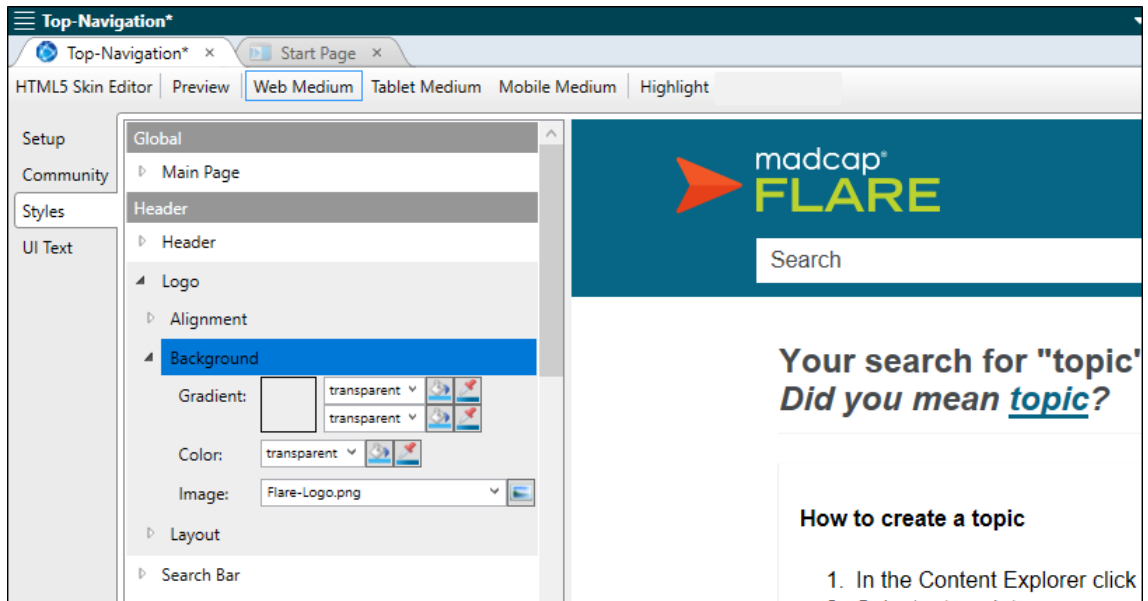 Top-Navigation*
Top-Navigation* × Start Page ×
HTML5 Skin Editor Preview Web Medium Tablet Medium Mobile Medium Highlight
Setup
Community
Styles
UI Text
Global
Main Page
Header
Header
Logo
Alignment
Background
Gradient: transparent
transparent
Color: transparent
Image: Flare-Logo.png
Layout
Search Bar
madcap®
FLARE
Search
Your search for "topic"
Did you mean topic?
How to create a topic
1. In the Content Explorer click